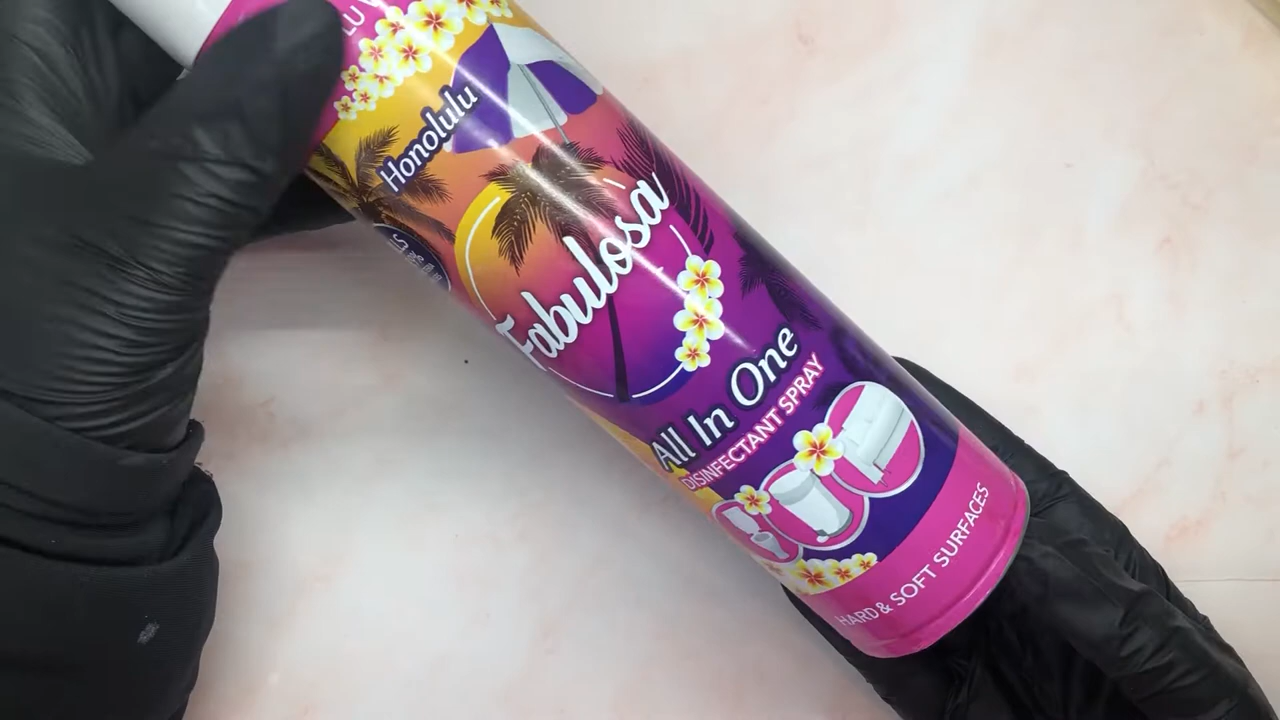 Honolulu
Fabulosa
All In One
DISINFECTANT SPRAY
HARD & SOFT SURFACES